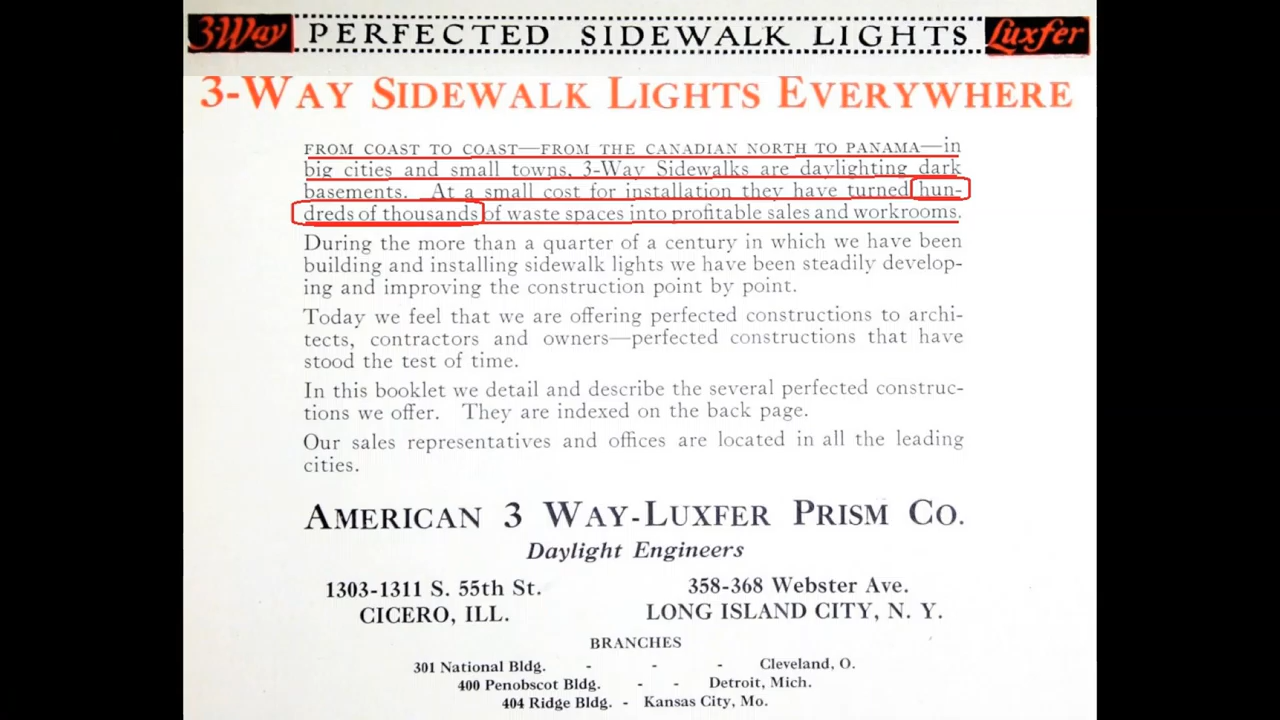 3-Way PERFECTED SIDEWALK LIGHTS Luxfer
3-WAY SIDEWALK LIGHTS EVERYWHERE
FROM COAST TO COAST—FROM THE CANADIAN NORTH TO PANAMA—in
big cities and small towns, 3-Way Sidewalks are daylighting dark
basements. At a small cost for installation they have turned hun-
dreds of thousands of waste spaces into profitable sales and workrooms.
During the more than a quarter of a century in which we have been
building and installing sidewalk lights we have been steadily develop-
ing and improving the construction point by point.
Today we feel that we are offering perfected constructions to archi-
tects, contractors and owners—perfected constructions that have
stood the test of time.
In this booklet we detail and describe the several perfected construc-
tions we offer. They are indexed on the back page.
Our sales representatives and offices are located in all the leading
cities.
AMERICAN 3 WAY-LUXFER PRISM CO.
Daylight Engineers
1303-1311 S. 55th St. 358-368 Webster Ave.
CICERO, ILL. LONG ISLAND CITY, N. Y.
BRANCHES
301 National Bldg. - - - Cleveland, O.
400 Penobscot Bldg. - - Detroit, Mich.
404 Ridge Bldg. - Kansas City, Mo.